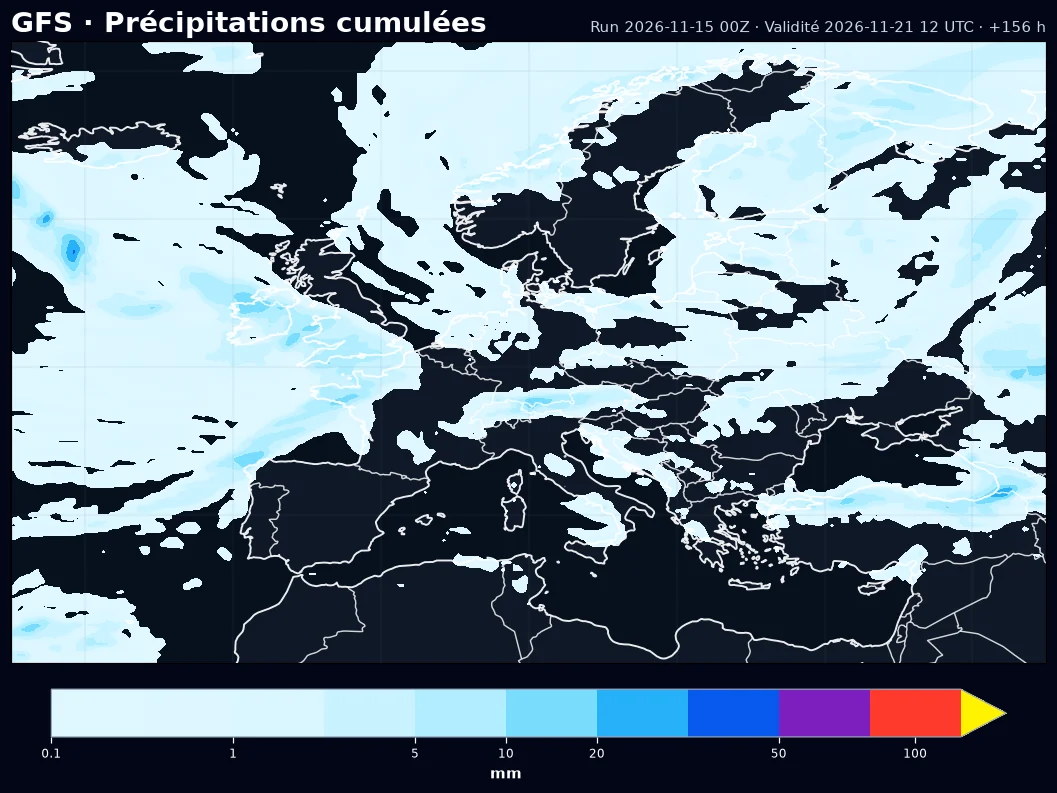 GFS · Précipitations cumulées
Run 2026-11-15 00Z · Validité 2026-11-21 12 UTC · +156 h
0.1 1 5 10 20 50 100
mm